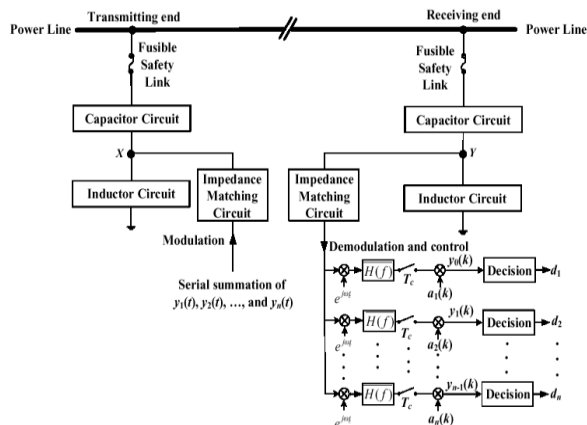 Transmitting end
Receiving end
Power Line
Power Line
Fusible
Safety
Link
Fusible
Safety
Link
Capacitor Circuit
Capacitor Circuit
X
Y
Inductor Circuit
Impedance
Matching
Circuit
Impedance
Matching
Circuit
Inductor Circuit
Modulation
Serial summation of
y1(t), y2(t), …, and yn(t)
Demodulation and control
H(f)
Tc
y0(k)
Decision
d1
a1(k)
H(f)
Tc
y1(k)
Decision
d2
a2(k)
H(f)
Tc
yn-1(k)
Decision
dn
an(k)